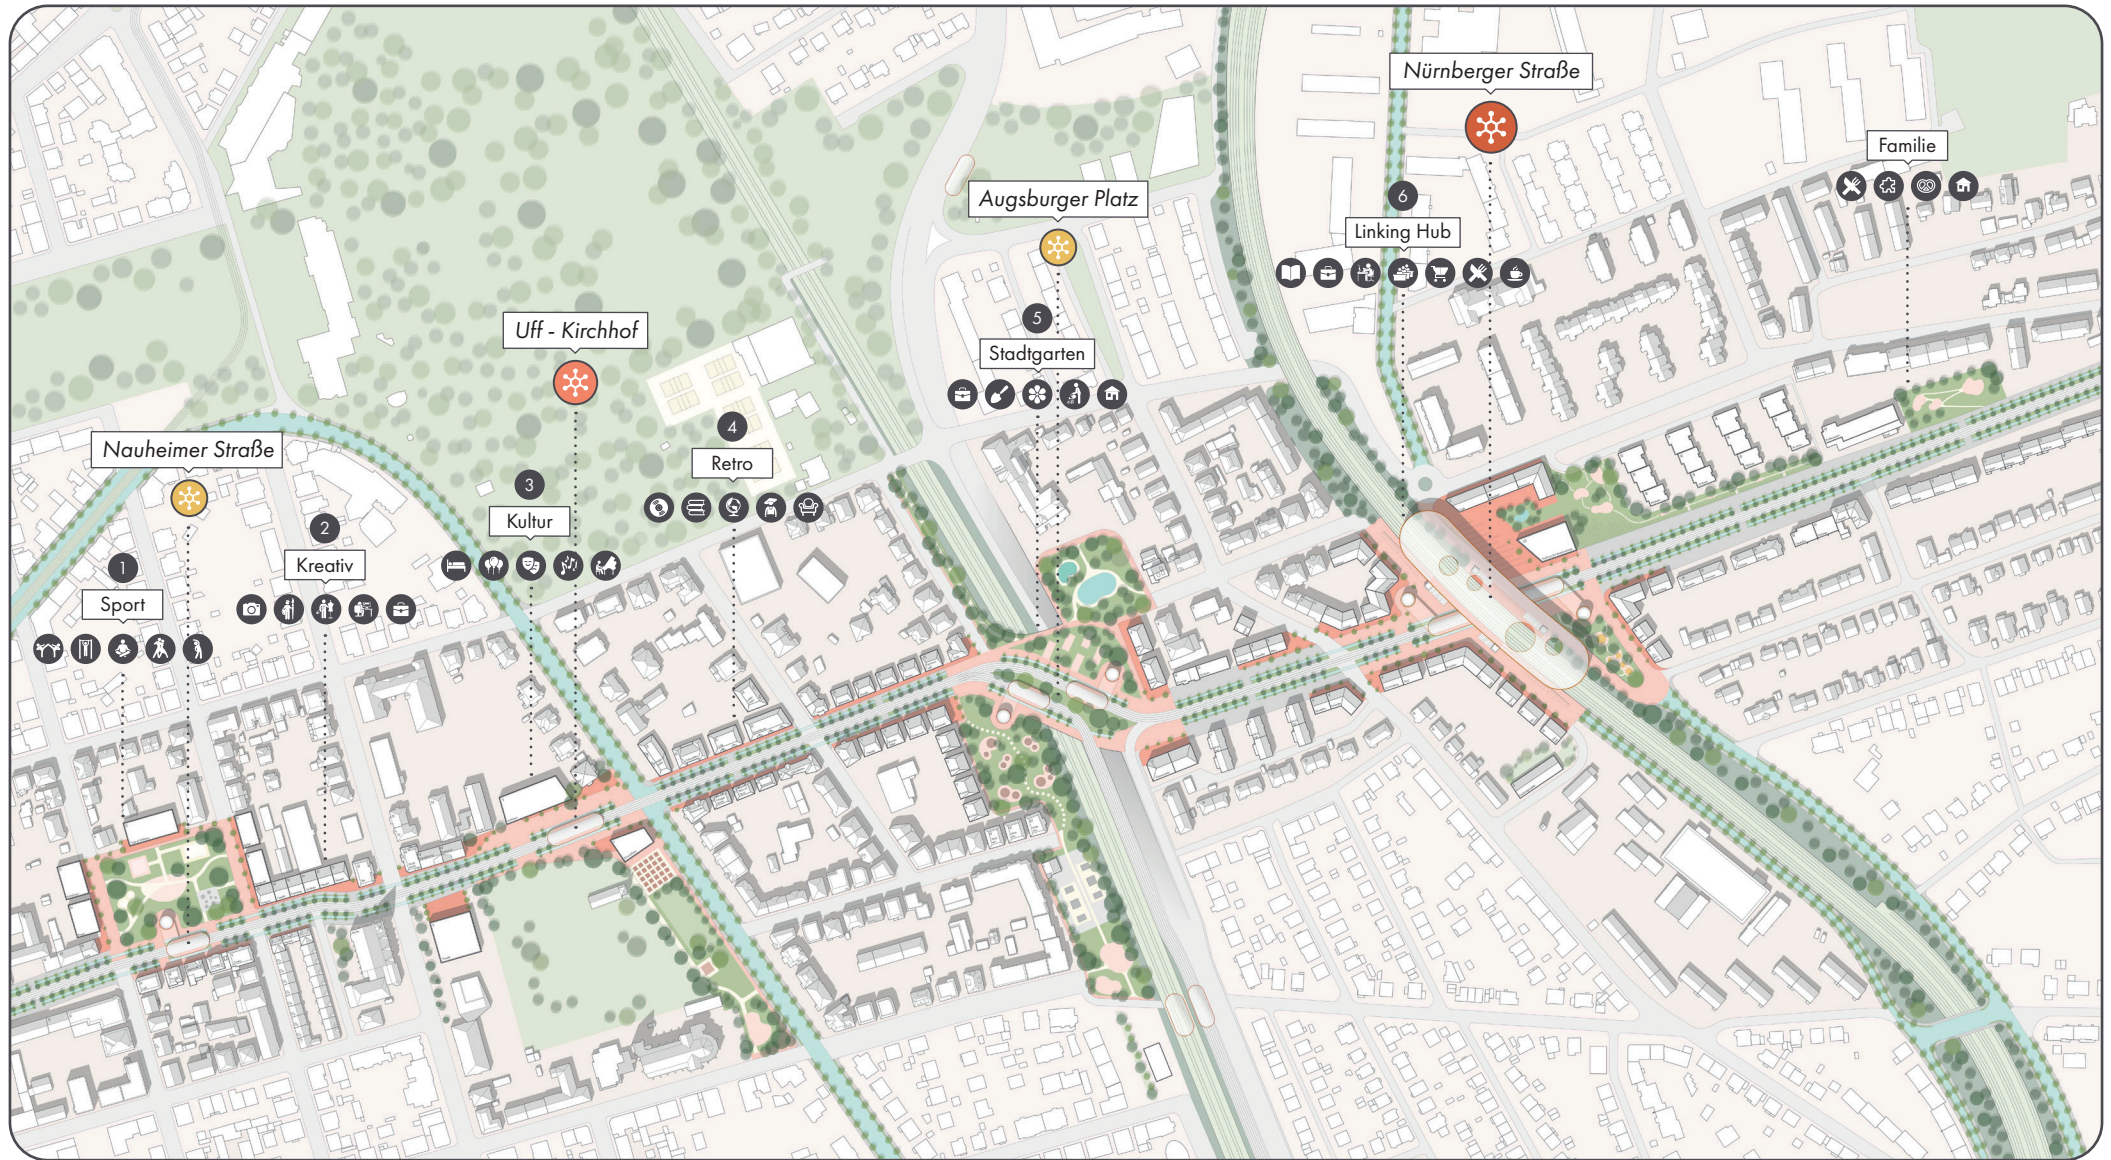 Nürnberger Straße
Familie
Augsburger Platz
6
Linking Hub
Uff - Kirchhof
5
Stadtgarten
Nauheimer Straße
4
Retro
3
Kultur
2
Kreativ
1
Sport